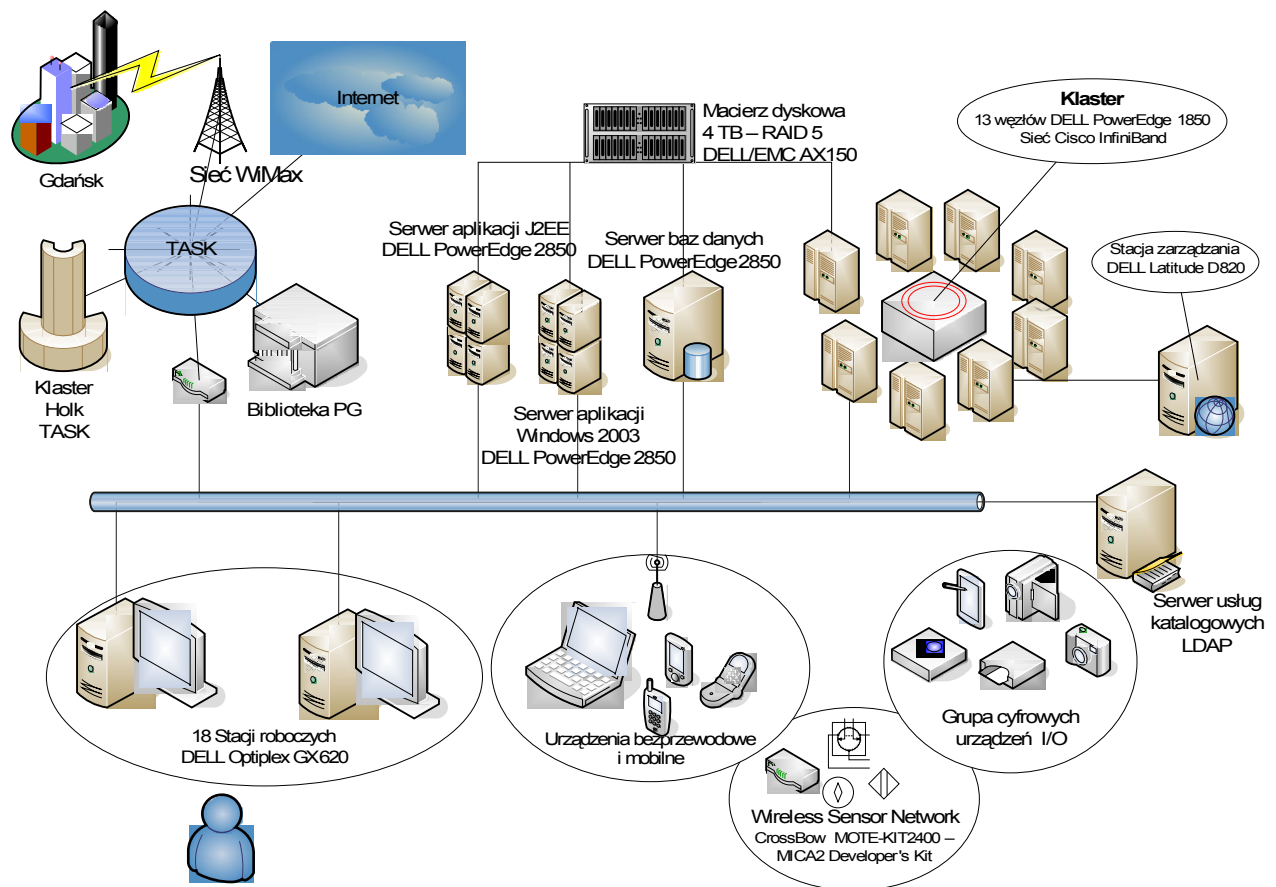 Internet
Macierz dyskowa
4 TB – RAID 5
DELL/EMC AX150
Klaster
13 węzłów DELL PowerEdge 1850
Sieć Cisco InfiniBand
Gdańsk
Sieć WiMax
TASK
Serwer aplikacji J2EE
DELL PowerEdge 2850
Serwer baz danych
DELL PowerEdge 2850
Stacja zarządzania
DELL Latitude D820
Klaster
Holk
TASK
Biblioteka PG
Serwer aplikacji
Windows 2003
DELL PowerEdge 2850
Serwer usług
katalogowych
LDAP
18 Stacji roboczych
DELL Optiplex GX620
Urządzenia bezprzewodowe
i mobilne
Grupa cyfrowych
urządzeń I/O
Wireless Sensor Network
CrossBow MOTE-KIT2400 –
MICA2 Developer's Kit